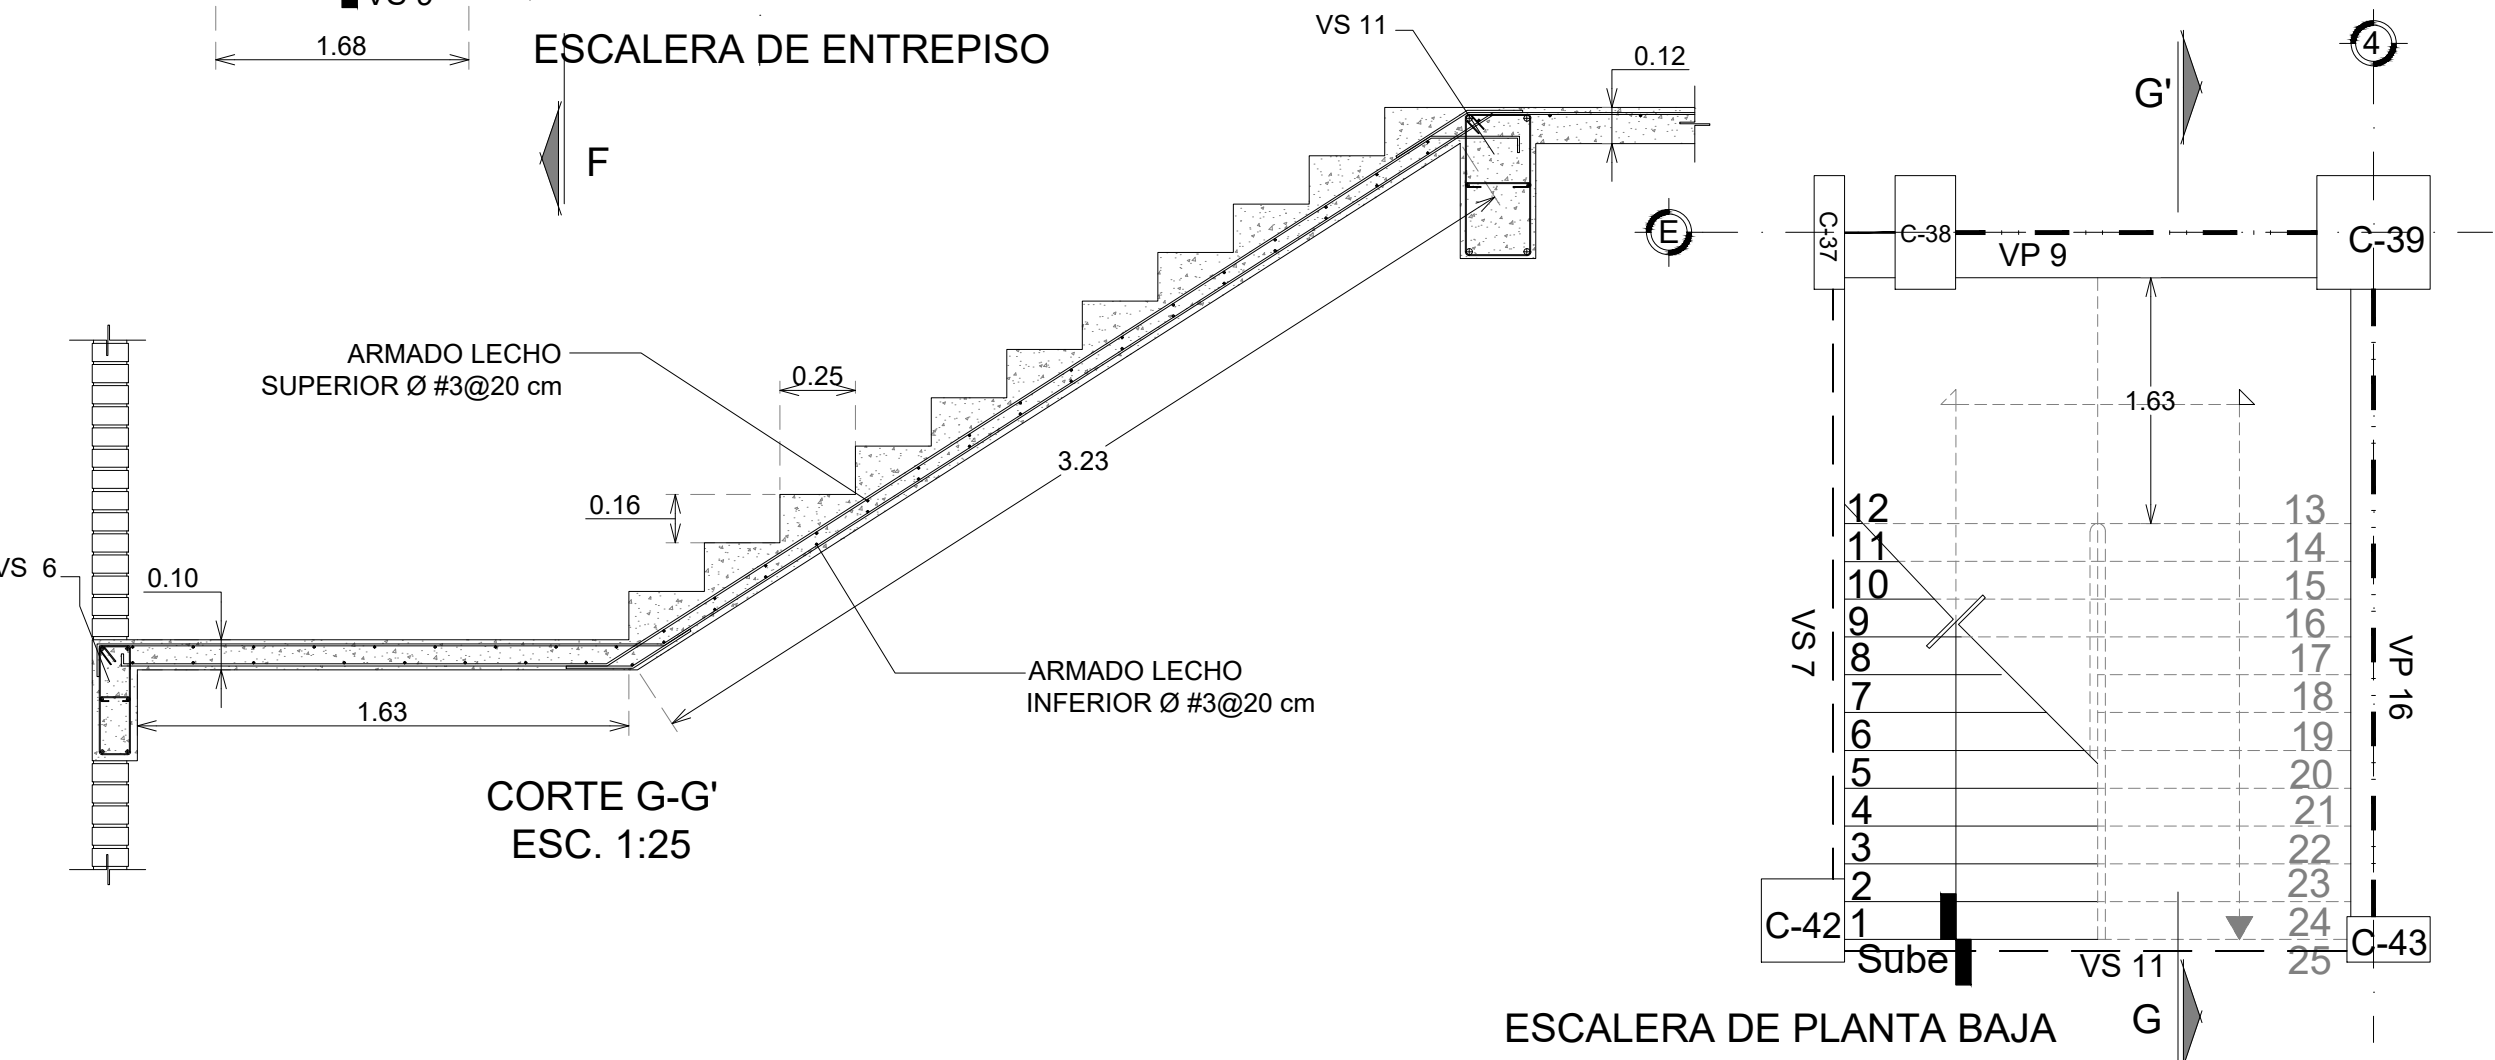 1.68
ESCALERA DE ENTREPISO
VS 11
0.12
G'
4
F
E
C-37
C-38
VP 9
C-39
ARMADO LECHO
SUPERIOR Ø #3@20 cm
0.25
1.63
3.23
0.16
VS 6
0.10
1.63
ARMADO LECHO
INFERIOR Ø #3@20 cm
CORTE G-G'
ESC. 1:25
12
11
10
9
8
7
6
5
4
3
2
1
13
14
15
16
17
18
19
20
21
22
23
24
25
VS 7
VP 16
C-42
C-43
Sube
VS 11
G
ESCALERA DE PLANTA BAJA